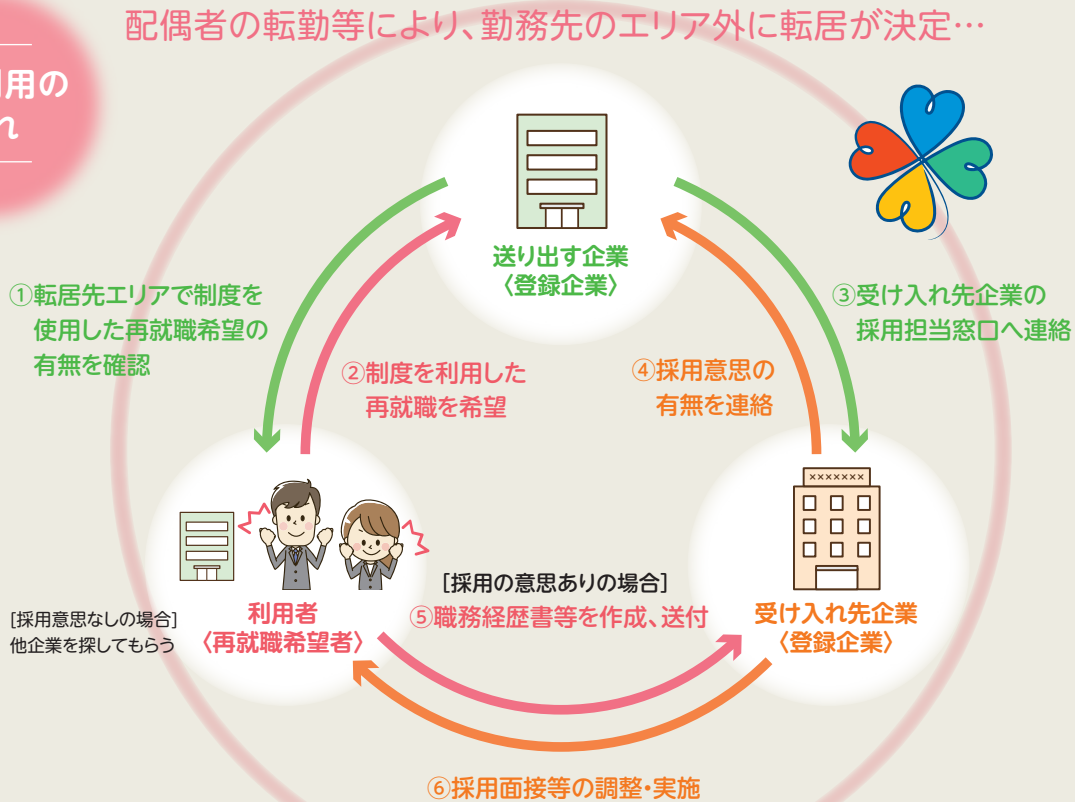 配偶者の転勤等により、勤務先のエリア外に転居が決定…
用の
れ
送り出す企業
〈登録企業〉
①転居先エリアで制度を
使用した再就職希望の
有無を確認
②制度を利用した
再就職を希望
③受け入れ先企業の
採用担当窓口へ連絡
④採用意思の
有無を連絡
×××××××
[採用の意思ありの場合]
⑤職務経歴書等を作成、送付
[採用意思なしの場合]
他企業を探してもらう
利用者
〈再就職希望者〉
受け入れ先企業
〈登録企業〉
⑥採用面接等の調整・実施